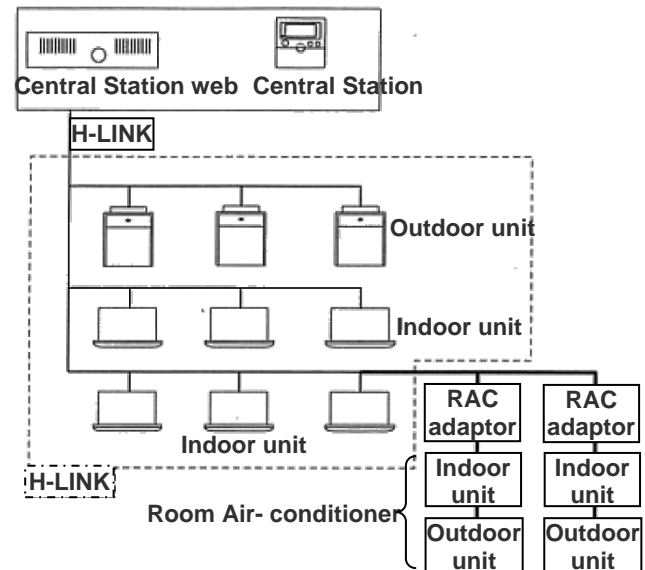 Central Station web Central Station
H-LINK
Outdoor unit
Indoor unit
RAC
adaptor
RAC
adaptor
Indoor unit
H-LINK
Indoor
unit
Indoor
unit
Room Air- conditioner
Outdoor
unit
Outdoor
unit